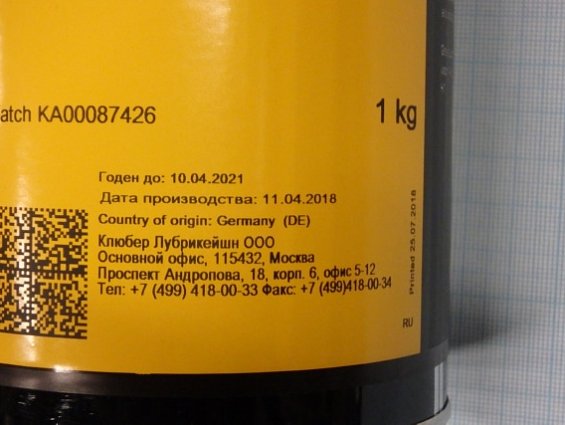 atch KA00087426
1 kg
Годен до: 10.04.2021
Дата производства: 11.04.2018
Country of origin: Germany (DE)
Клюбер Лубрикейшн ООО
Основной офис, 115432, Москва
Проспект Андропова, 18, корп. 6, офис 5-12
Тел: +7 (499) 418-00-33 Факс: +7 (499)418-00-34
Printed 25.07.2018
RU